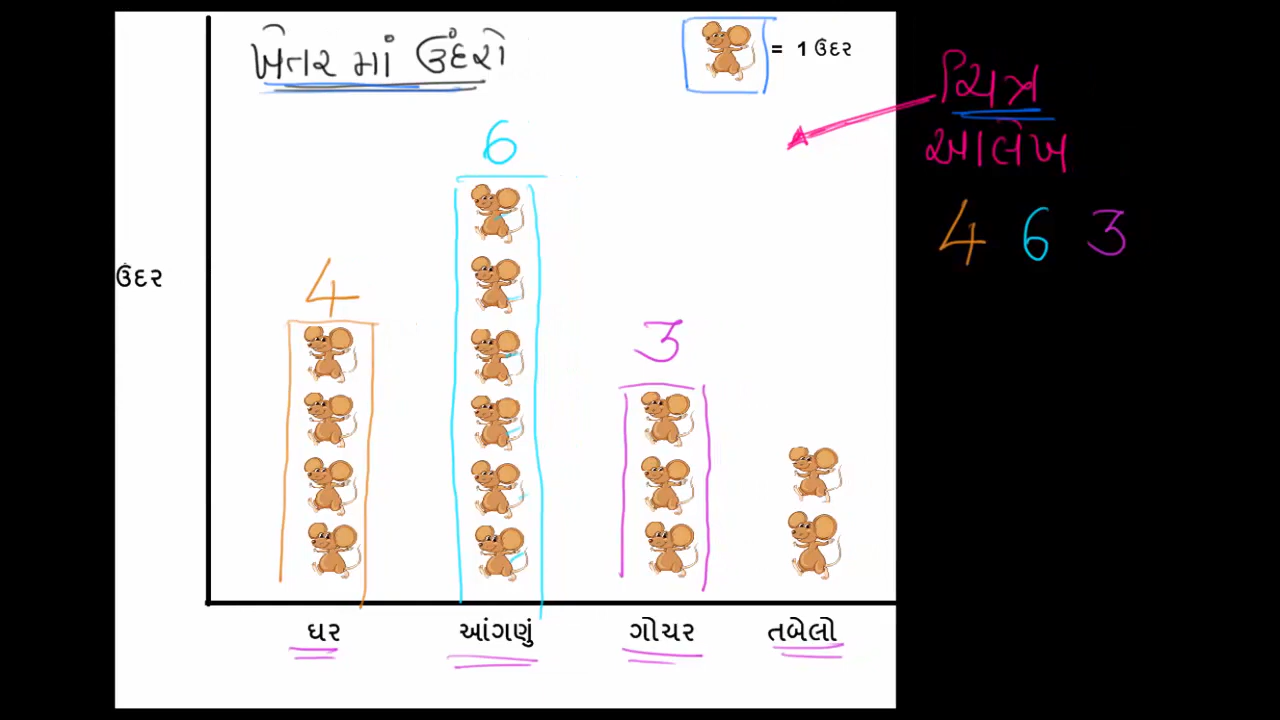 ખેતર માં ઉંદરો
= 1 ઉંદર
ચિત્ર
આલેખ
4 6 3
6
4
3
ઉંદર
ઘર આંગણું ગોચર તબેલો